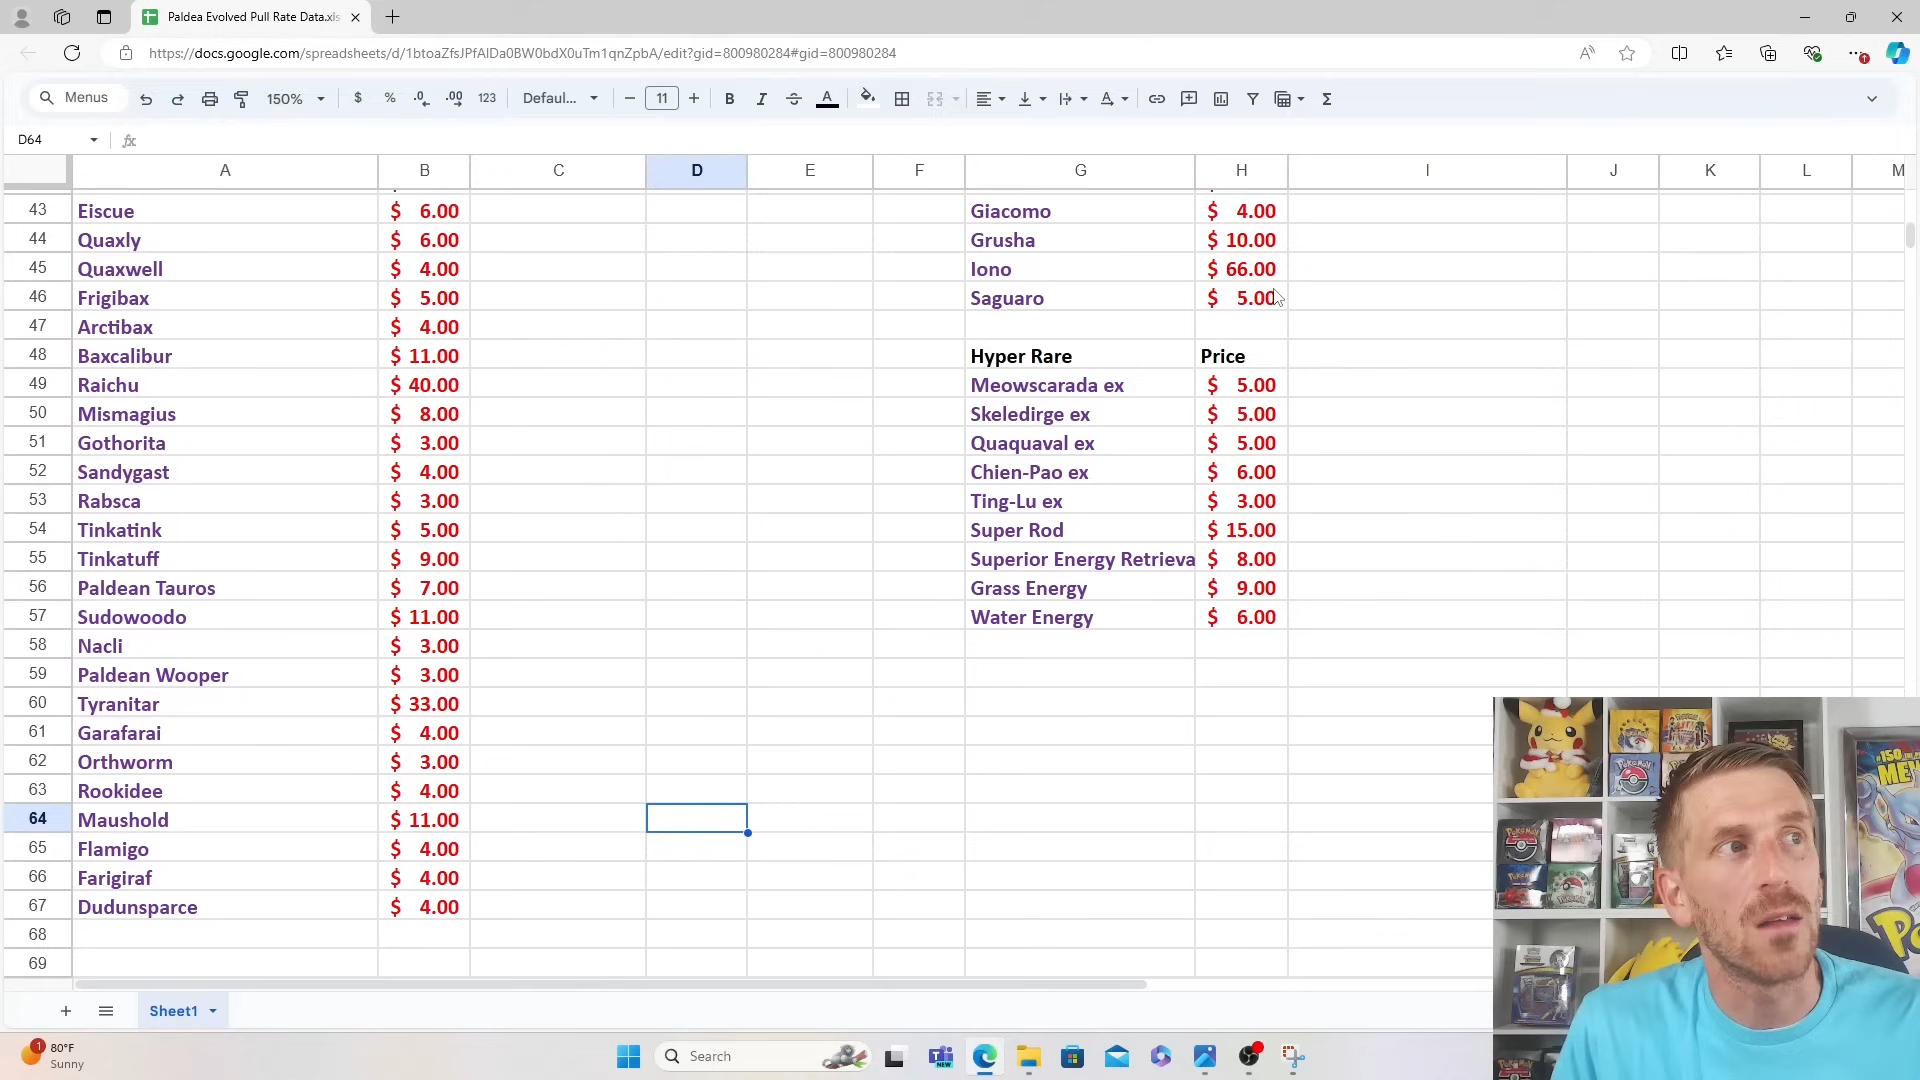 Paldea Evolved Pull Rate Data.xls
https://docs.google.com/spreadsheets/d/1btoaZfsJPfAlDa0BW0bdX0uTm1qnZpbA/edit?gid=800980284#gid=800980284
Menus 150% $ % .0 .00 123 Defaul... 11 B I A
D64 fx
A B C D E F G H I J K L M
43 Eiscue $ 6.00 Giacomo $ 4.00
44 Quaxly $ 6.00 Grusha $ 10.00
45 Quaxwell $ 4.00 Iono $ 66.00
46 Frigibax $ 5.00 Saguaro $ 5.00
47 Arctibax $ 4.00
48 Baxcalibur $ 11.00 Hyper Rare Price
49 Raichu $ 40.00 Meowscarada ex $ 5.00
50 Mismagius $ 8.00 Skeledirge ex $ 5.00
51 Gothorita $ 3.00 Quaquaval ex $ 5.00
52 Sandygast $ 4.00 Chien-Pao ex $ 6.00
53 Rabsca $ 3.00 Ting-Lu ex $ 3.00
54 Tinkatink $ 5.00 Super Rod $ 15.00
55 Tinkatuff $ 9.00 Superior Energy Retrieva $ 8.00
56 Paldean Tauros $ 7.00 Grass Energy $ 9.00
57 Sudowoodo $ 11.00 Water Energy $ 6.00
58 Nacli $ 3.00
59 Paldean Wooper $ 3.00
60 Tyranitar $ 33.00
61 Garafarai $ 4.00
62 Orthworm $ 3.00
63 Rookidee $ 4.00
64 Maushold $ 11.00
65 Flamigo $ 4.00
66 Farigiraf $ 4.00
67 Dudunsparce $ 4.00
68
69
Sheet1
1 80°F
Sunny
Search
NEW
#150